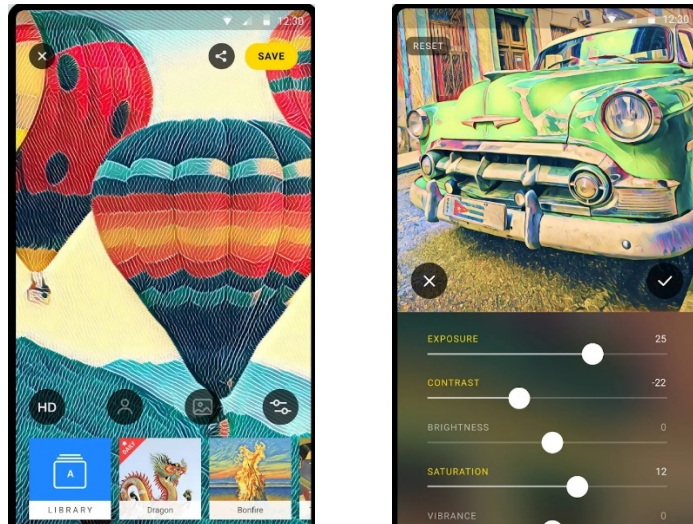 12:30
SAVE
HD
A
LIBRARY
DAILY
Dragon
Bonfire
12:30
RESET
EXPOSURE 25
CONTRAST -22
BRIGHTNESS 0
SATURATION 12
VIBRANCE 0